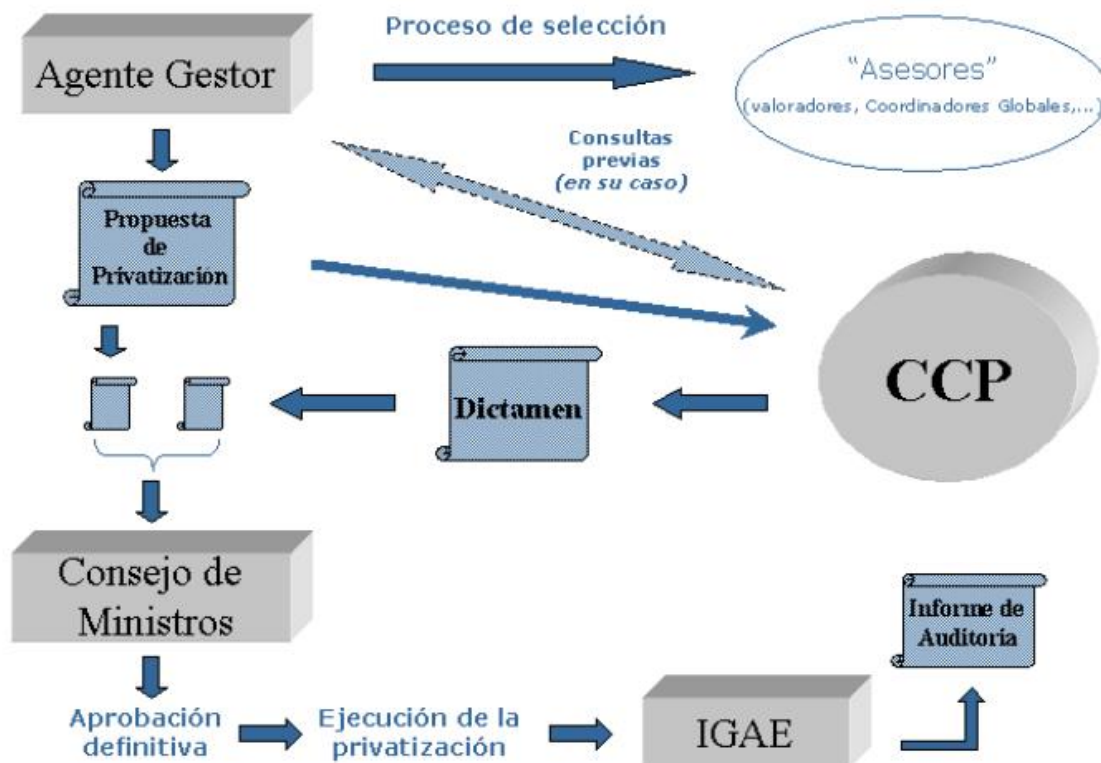 Proceso de selección
Agente Gestor
"Asesores"
(valoradores, Coordinadores Globales,...)
Consultas
previas
(en su caso)
Propuesta
de
Privatizacion
CCP
Dictamen
Consejo de
Ministros
Informe de
Auditoría
Aprobación
definitiva
Ejecución de la
privatización
IGAE